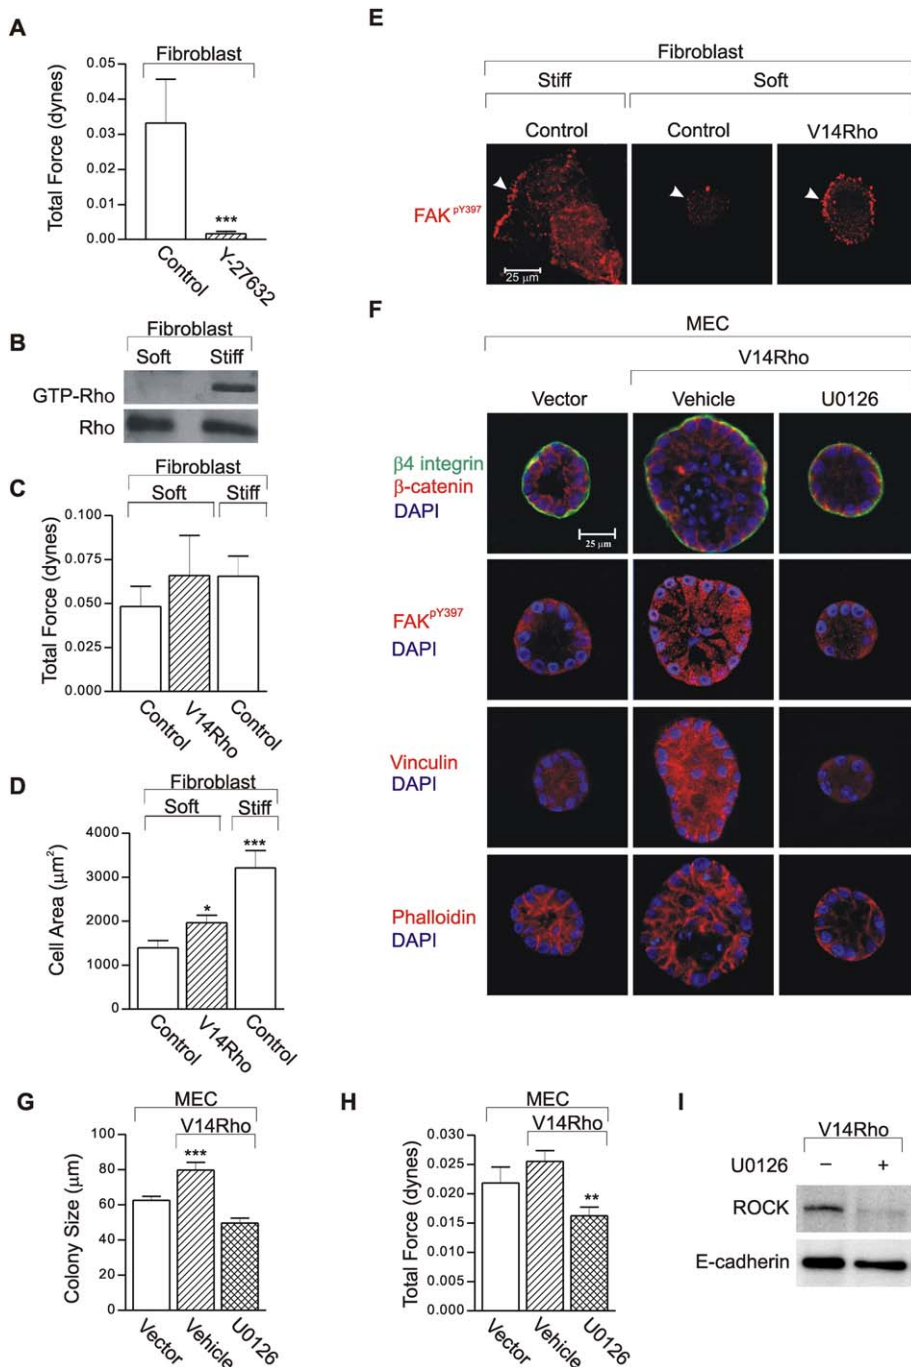 A
Fibroblast
Total Force (dynes)
0.05
0.04
0.03
0.02
0.01
0.00
***
Control
Y-27632
B
Fibroblast
Soft Stiff
GTP-Rho
Rho
C
Fibroblast
Soft Stiff
Total Force (dynes)
0.100
0.075
0.050
0.025
0.000
Control
V14Rho
Control
D
Fibroblast
Soft Stiff
Cell Area (μm²)
4000
3000
2000
1000
0
*
***
Control
V14Rho
Control
E
Fibroblast
Stiff Soft
Control Control V14Rho
FAK^pY397
25 μm
F
MEC
V14Rho
Vector Vehicle U0126
β4 integrin
β-catenin
DAPI
25 μm
FAK^pY397
DAPI
Vinculin
DAPI
Phalloidin
DAPI
G
MEC
V14Rho
Colony Size (μm)
100
80
60
40
20
0
***
Vector
Vehicle
U0126
H
MEC
V14Rho
Total Force (dynes)
0.030
0.025
0.020
0.015
0.010
0.005
0.000
**
Vector
Vehicle
U0126
I
V14Rho
U0126 – +
ROCK
E-cadherin